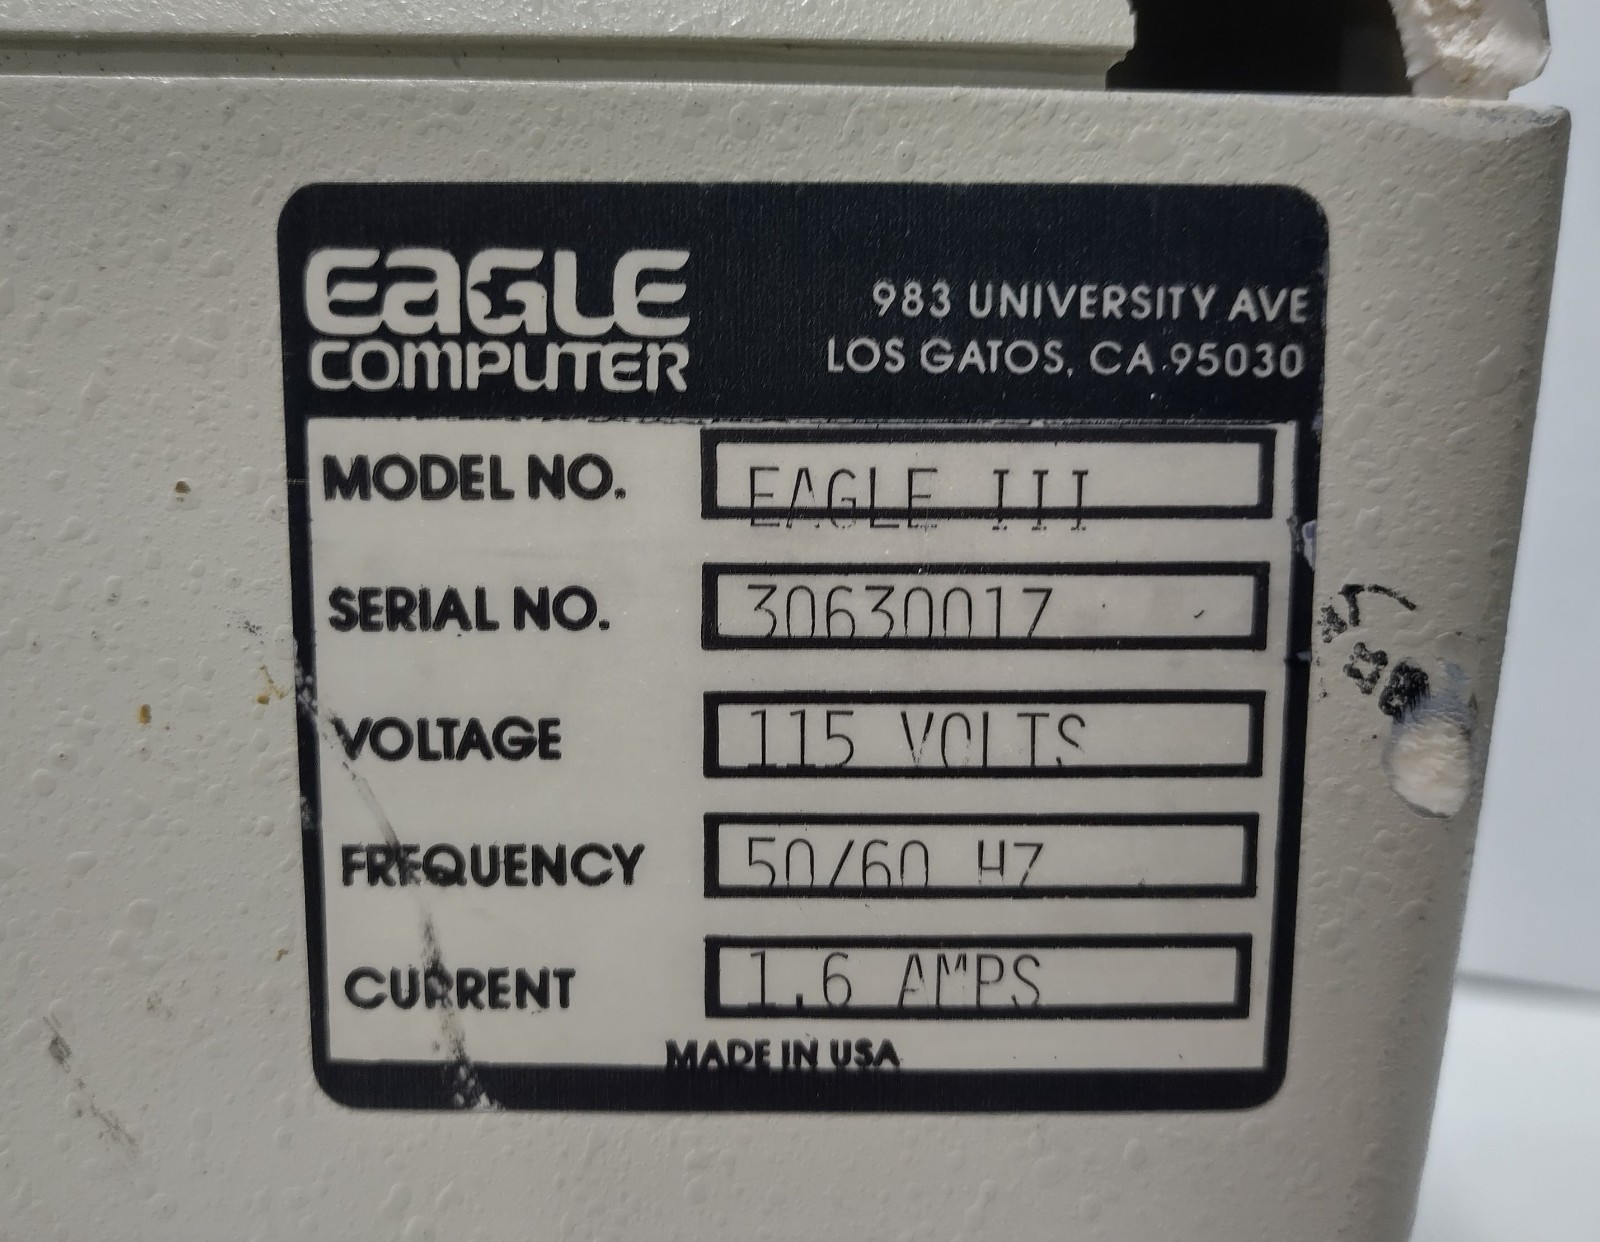 EAGLE
COMPUTER
983 UNIVERSITY AVE
LOS GATOS, CA 95030
MODEL NO. EAGLE III
SERIAL NO. 30630017
VOLTAGE 115 VOLTS
FREQUENCY 50/60 HZ
CURRENT 1.6 AMPS
MADE IN USA